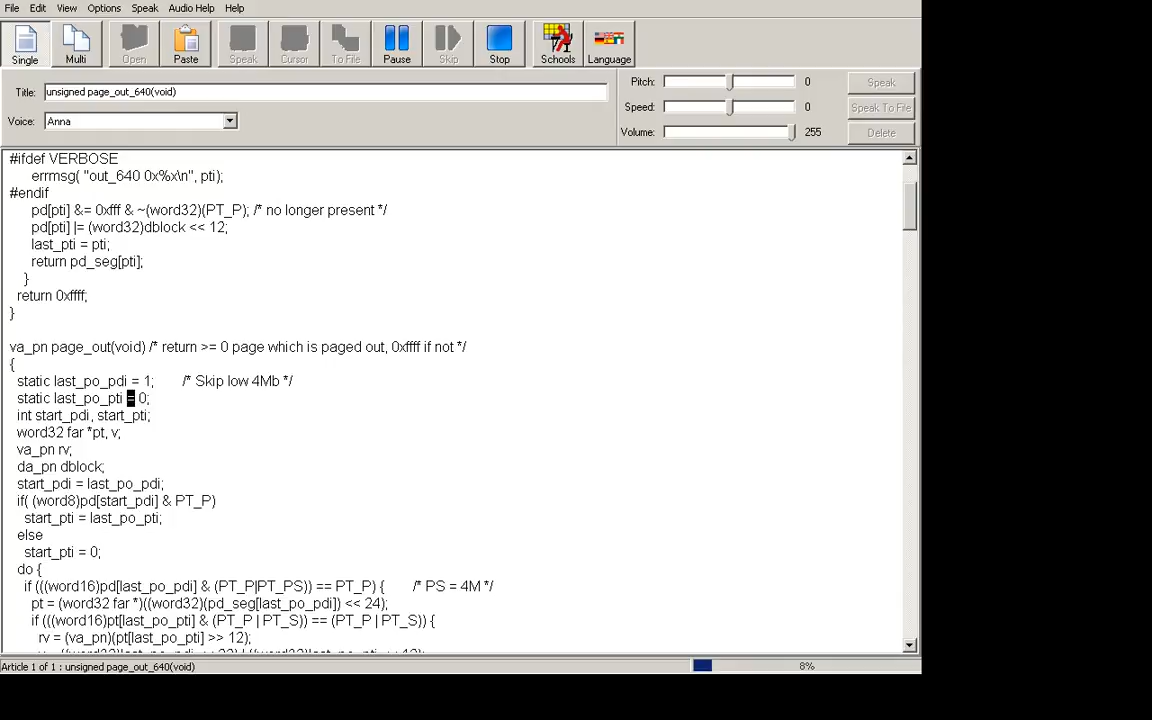 File Edit View Options Speak Audio Help Help
Single Multi Open Paste Speak Cursor To File Pause Skip Stop Schools Language
Title: unsigned page_out_640(void)
Voice: Anna
Pitch: 0
Speed: 0
Volume: 255
Speak
Speak To File
Delete
#ifdef VERBOSE
errmsg( "out_640 0x%x\n", pti);
#endif
pd[pti] &= 0xfff & ~(word32)(PT_P); /* no longer present */
pd[pti] |= (word32)dblock << 12;
last_pti = pti;
return pd_seg[pti];
}
return 0xffff;
}
va_pn page_out(void) /* return >= 0 page which is paged out, 0xffff if not */
{
static last_po_pdi = 1; /* Skip low 4Mb */
static last_po_pti = 0;
int start_pdi, start_pti;
word32 far *pt, v;
va_pn rv;
da_pn dblock;
start_pdi = last_po_pdi;
if( (word8)pd[start_pdi] & PT_P)
start_pti = last_po_pti;
else
start_pti = 0;
do {
if (((word16)pd[last_po_pdi] & (PT_P|PT_PS)) == PT_P) { /* PS = 4M */
pt = (word32 far *)((word32)(pd_seg[last_po_pdi]) << 24);
if (((word16)pt[last_po_pti] & (PT_P | PT_S)) == (PT_P | PT_S)) {
rv = (va_pn)(pt[last_po_pti] >> 12);
Article 1 of 1 : unsigned page_out_640(void) 8%